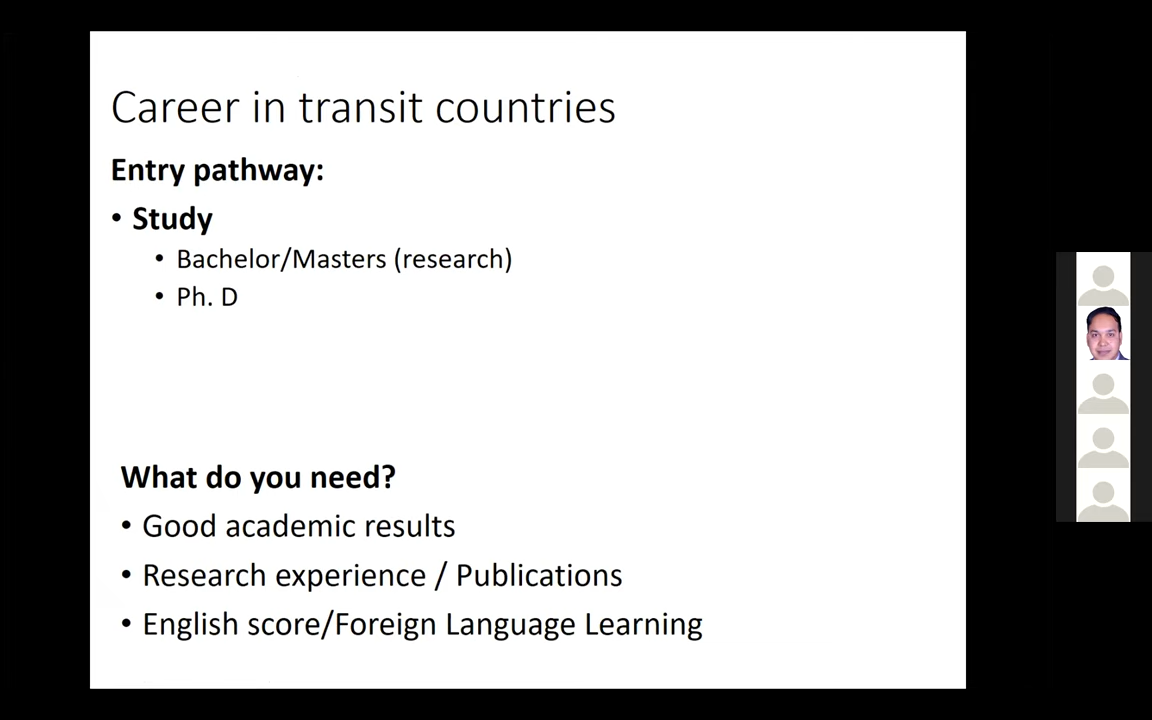 Career in transit countries
Entry pathway:
• Study
• Bachelor/Masters (research)
• Ph. D
What do you need?
• Good academic results
• Research experience / Publications
• English score/Foreign Language Learning